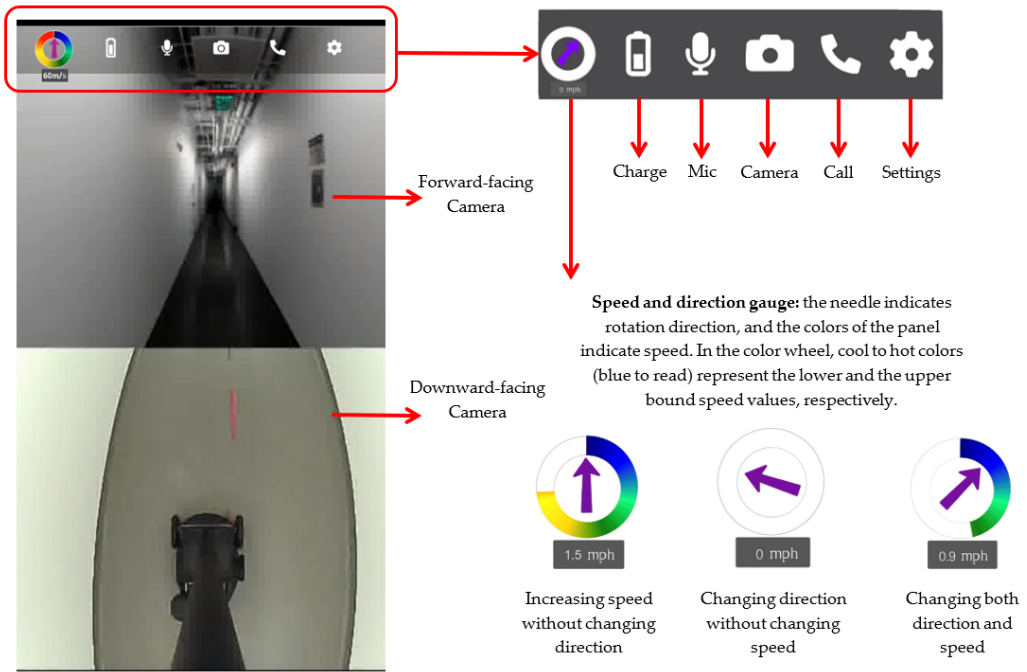 60m/s
0 mph
Charge Mic Camera Call Settings
Forward-facing
Camera
Speed and direction gauge: the needle indicates
rotation direction, and the colors of the panel
indicate speed. In the color wheel, cool to hot colors
(blue to read) represent the lower and the upper
bound speed values, respectively.
Downward-facing
Camera
1.5 mph
0 mph
0.9 mph
Increasing speed
without changing
direction
Changing direction
without changing
speed
Changing both
direction and
speed